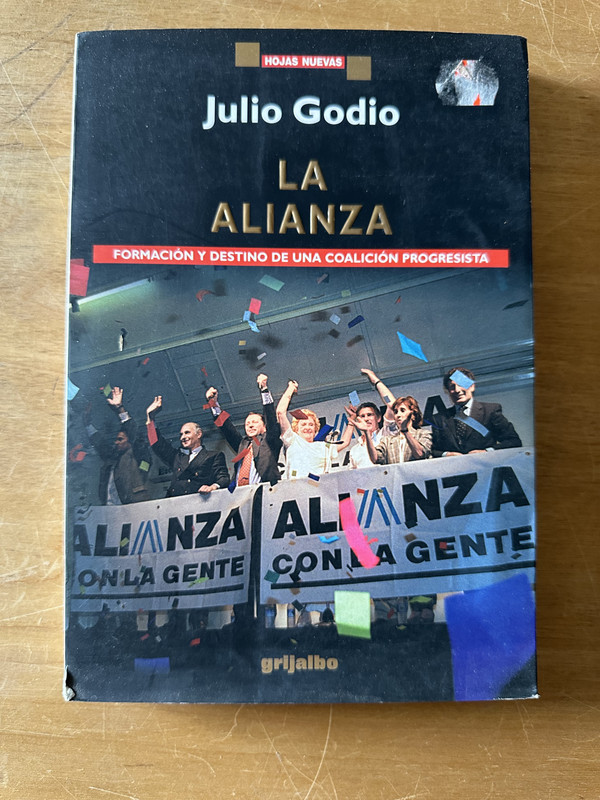 HOJAS NUEVAS
Julio Godio
LA
ALIANZA
FORMACIÓN Y DESTINO DE UNA COALICIÓN PROGRESISTA
ALIANZA
CON LA GENTE
ALIANZA
CON LA GENTE
grijalbo